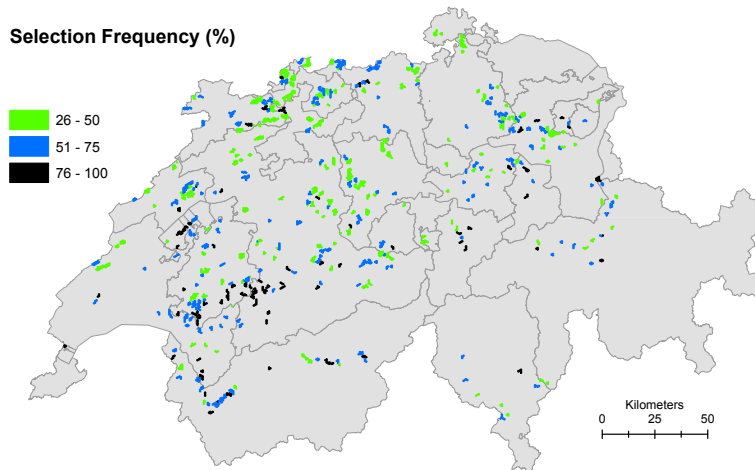 Selection Frequency (%)
26 - 50
51 - 75
76 - 100
Kilometers
0 25 50